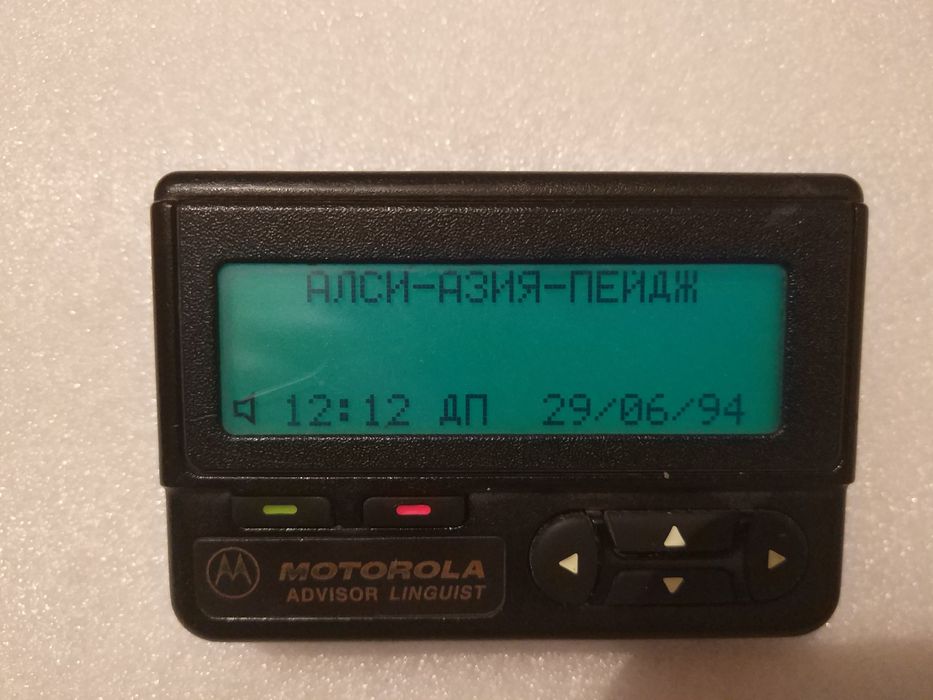 АЛСИ-АЗИЯ-ПЕЙДЖ
12:12 ДП 29/06/94
MOTOROLA
ADVISOR LINGUIST